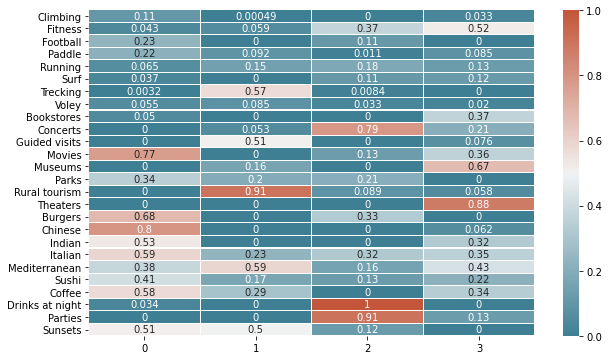 Climbing 0.11 0.00049 0 0.033
Fitness 0.043 0.059 0.37 0.52
Football 0.23 0 0.11 0
Paddle 0.22 0.092 0.011 0.085
Running 0.065 0.15 0.18 0.13
Surf 0.037 0 0.11 0.12
Trecking 0.0032 0.57 0.0084 0
Voley 0.055 0.085 0.033 0.02
Bookstores 0.05 0 0 0.37
Concerts 0 0.053 0.79 0.21
Guided visits 0 0.51 0 0.076
Movies 0.77 0 0.13 0.36
Museums 0 0.16 0 0.67
Parks 0.34 0.2 0.21 0
Rural tourism 0 0.91 0.089 0.058
Theaters 0 0 0 0.88
Burgers 0.68 0 0.33 0
Chinese 0.8 0 0 0.062
Indian 0.53 0 0 0.32
Italian 0.59 0.23 0.32 0.35
Mediterranean 0.38 0.59 0.16 0.43
Sushi 0.41 0.17 0.13 0.22
Coffee 0.58 0.29 0 0.34
Drinks at night 0.034 0 1 0
Parties 0 0 0.91 0.13
Sunsets 0.51 0.5 0.12 0
0 1 2 3
1.0
0.8
0.6
0.4
0.2
0.0